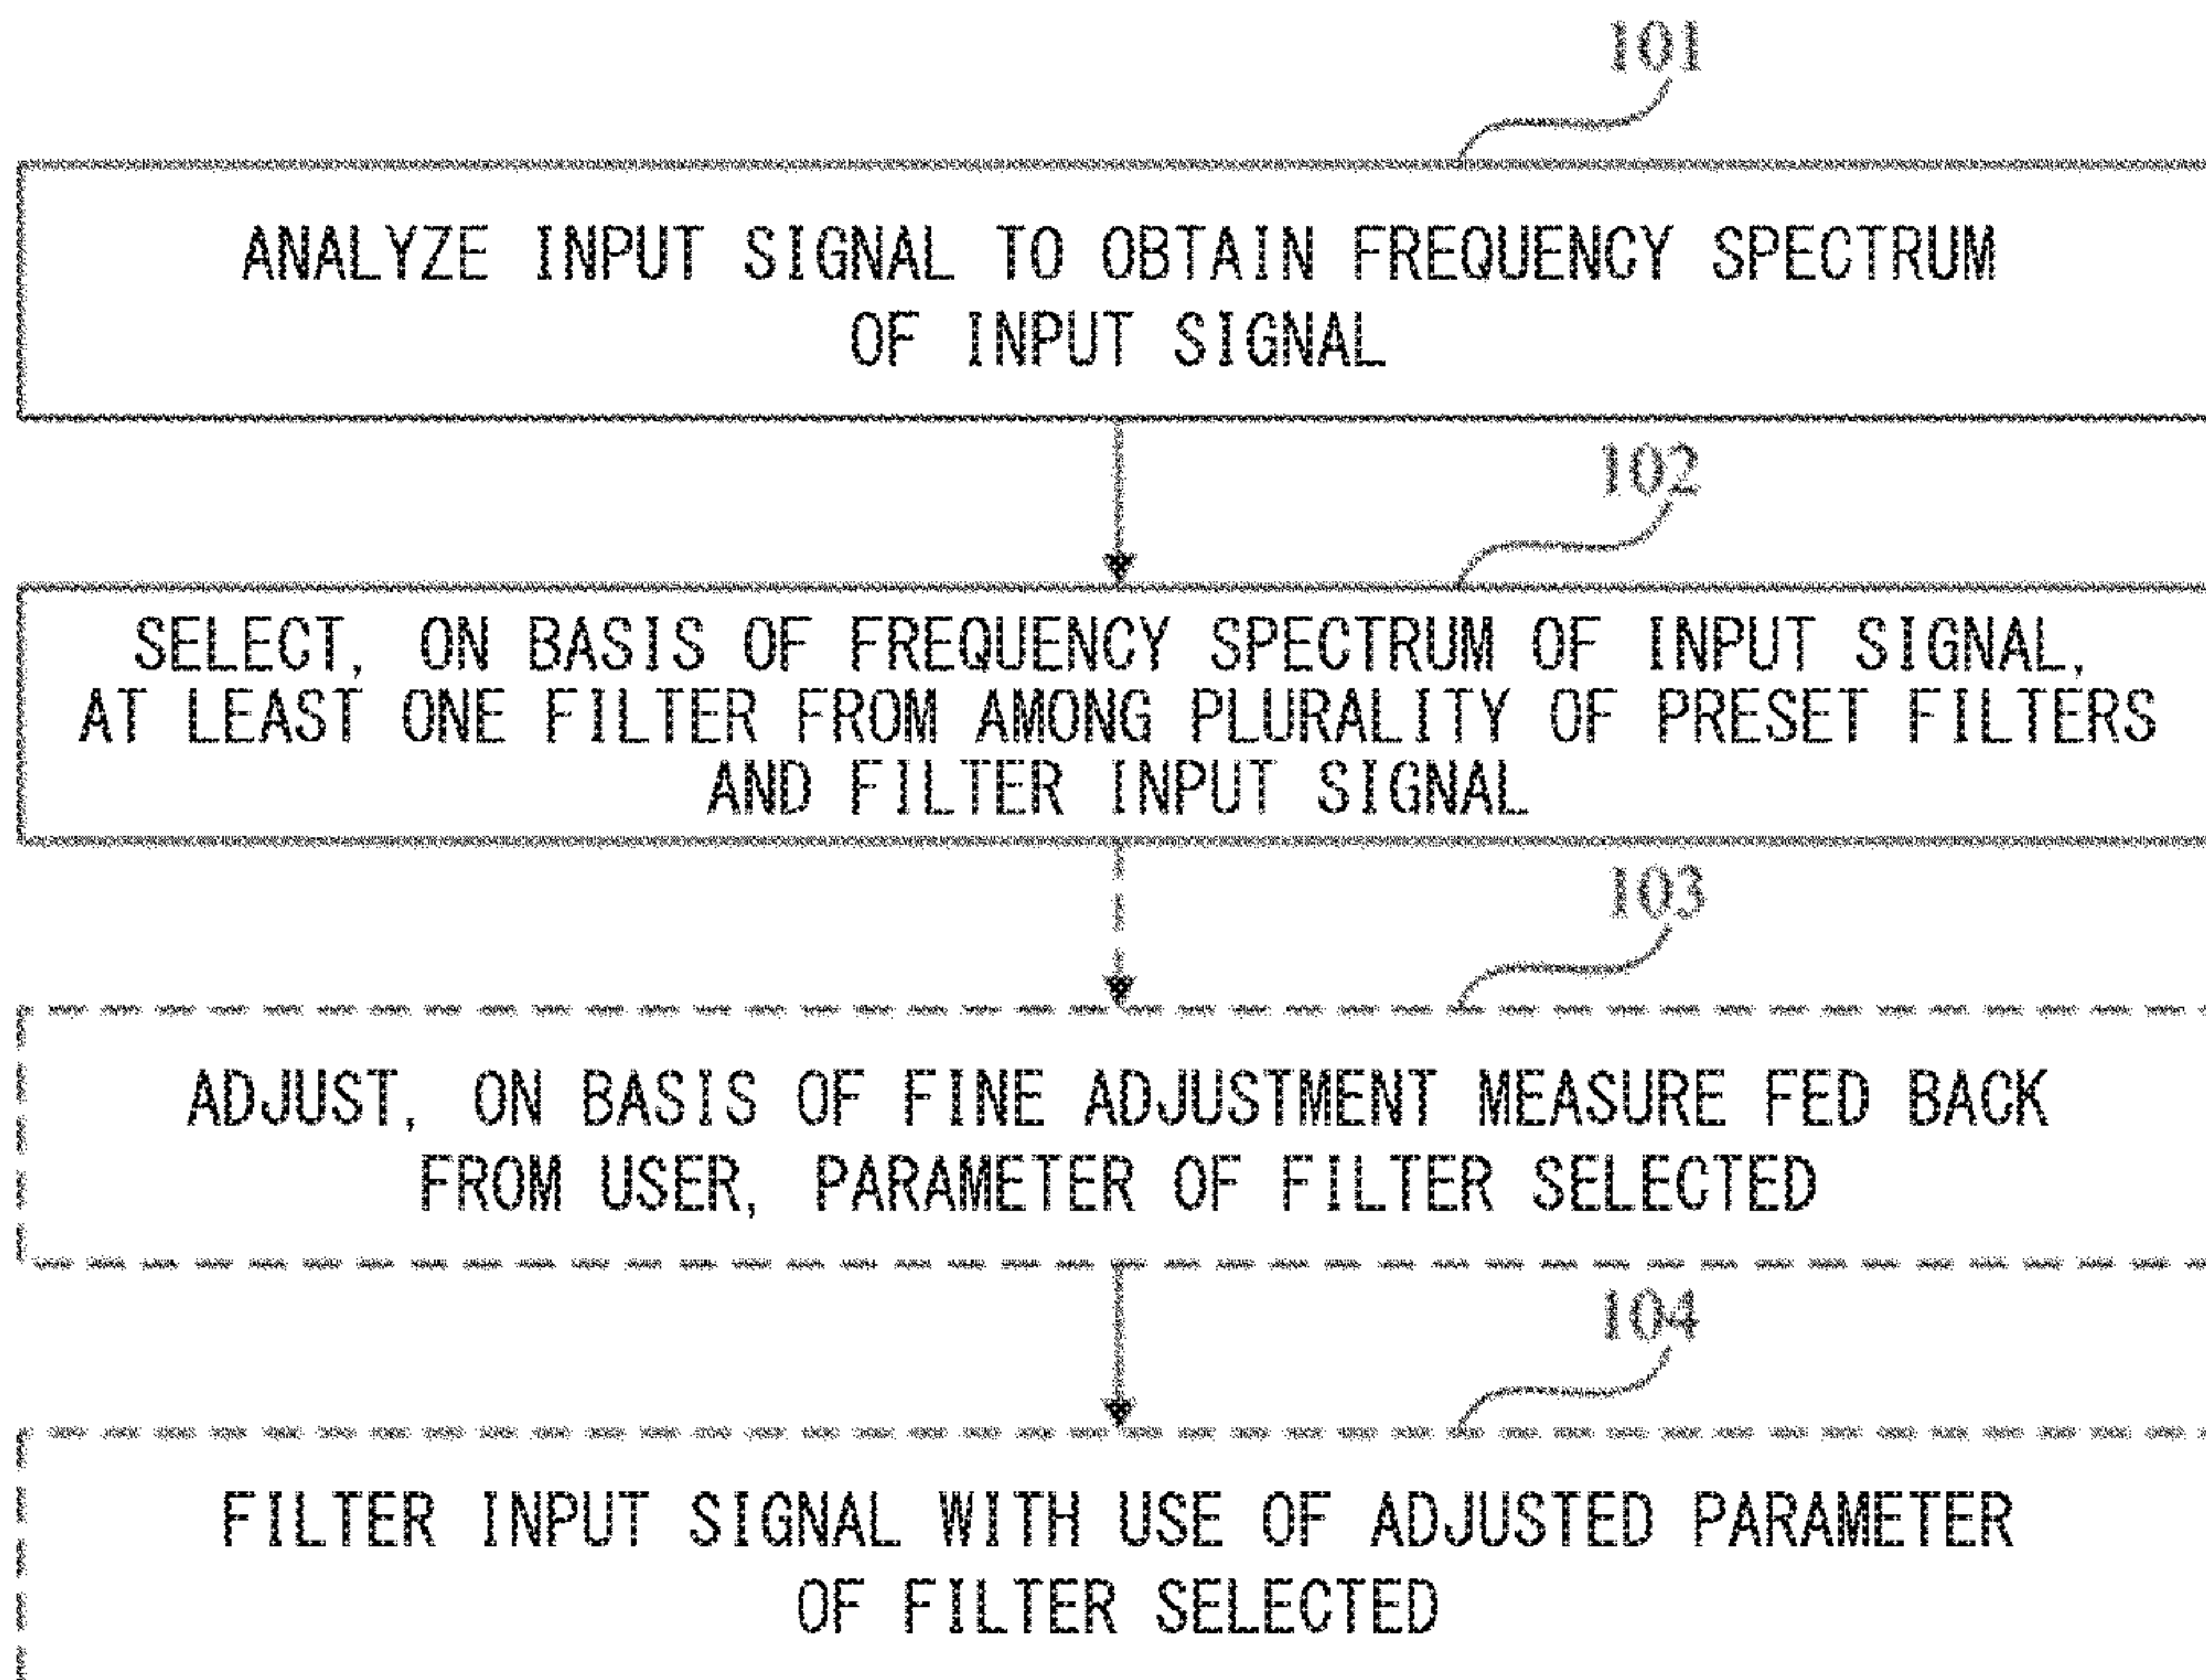 101
ANALYZE INPUT SIGNAL TO OBTAIN FREQUENCY SPECTRUM
OF INPUT SIGNAL
102
SELECT, ON BASIS OF FREQUENCY SPECTRUM OF INPUT SIGNAL,
AT LEAST ONE FILTER FROM AMONG PLURALITY OF PRESET FILTERS
AND FILTER INPUT SIGNAL
103
ADJUST, ON BASIS OF FINE ADJUSTMENT MEASURE FED BACK
FROM USER, PARAMETER OF FILTER SELECTED
104
FILTER INPUT SIGNAL WITH USE OF ADJUSTED PARAMETER
OF FILTER SELECTED